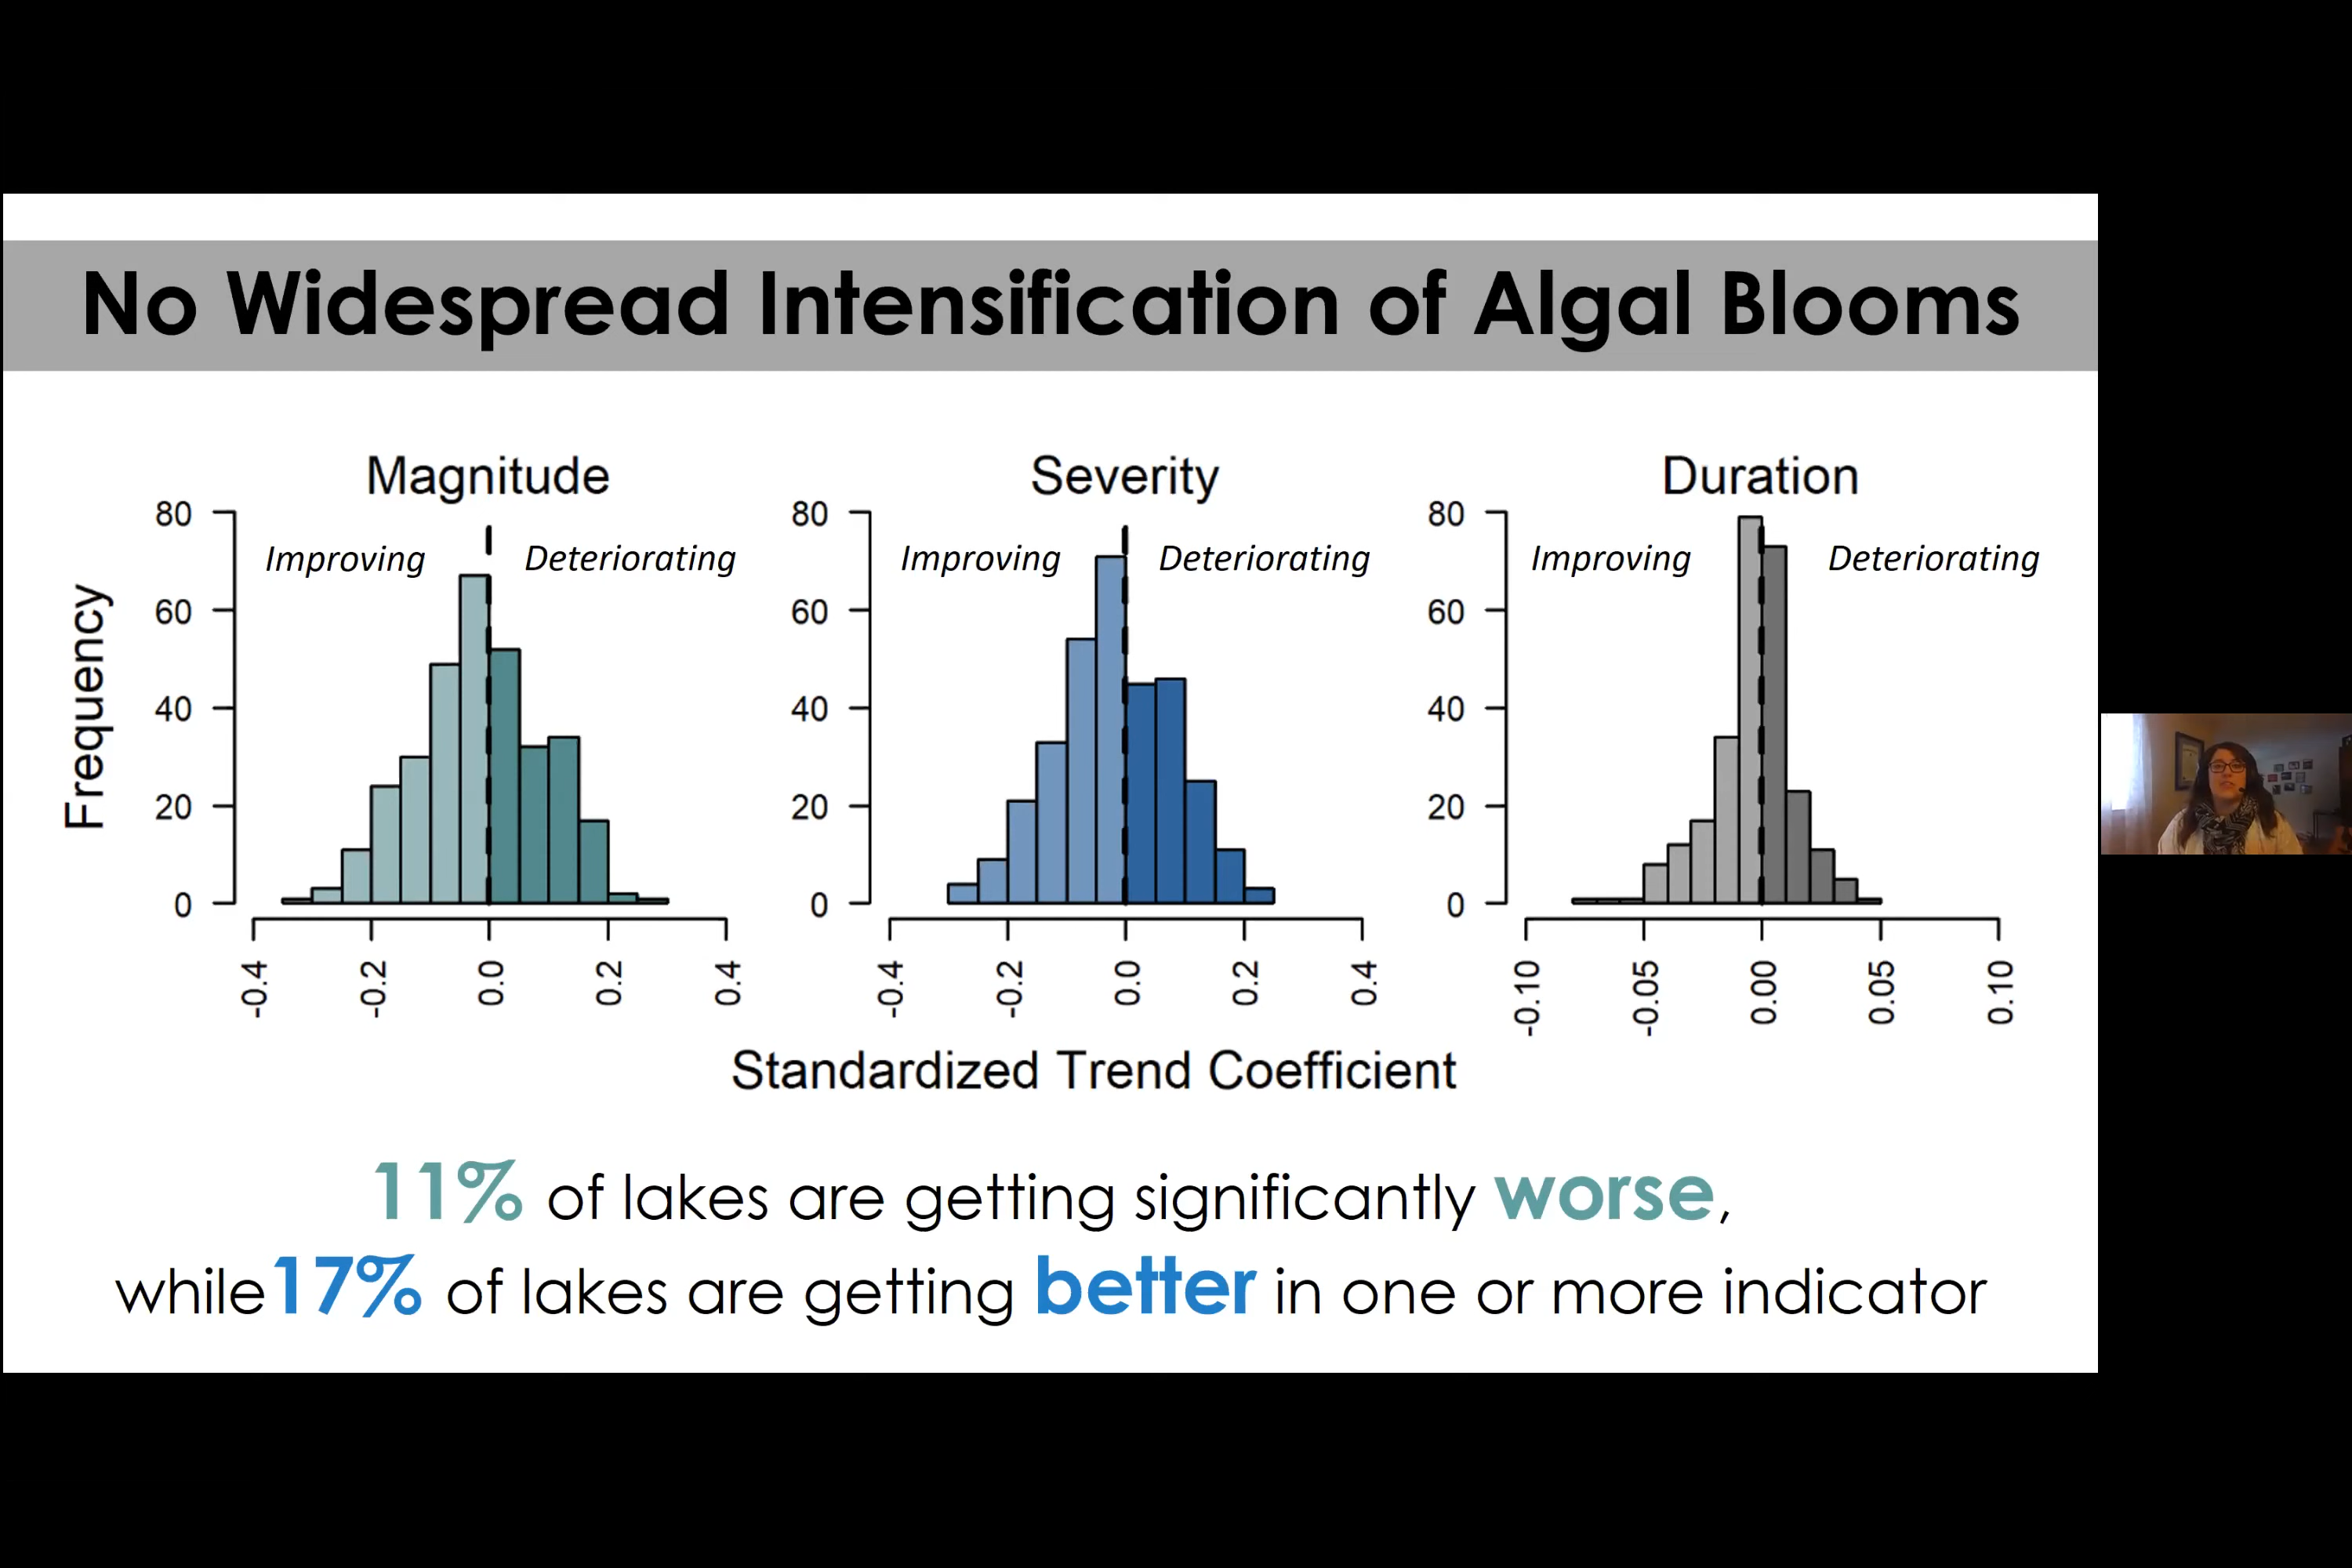 No Widespread Intensification of Algal Blooms
Magnitude
Severity
Duration
Frequency
80
60
40
20
0
Improving
Deteriorating
-0.4
-0.2
0.0
0.2
0.4
80
60
40
20
0
Improving
Deteriorating
-0.4
-0.2
0.0
0.2
0.4
80
60
40
20
0
Improving
Deteriorating
-0.10
-0.05
0.00
0.05
0.10
Standardized Trend Coefficient
11% of lakes are getting significantly worse,
while 17% of lakes are getting better in one or more indicator